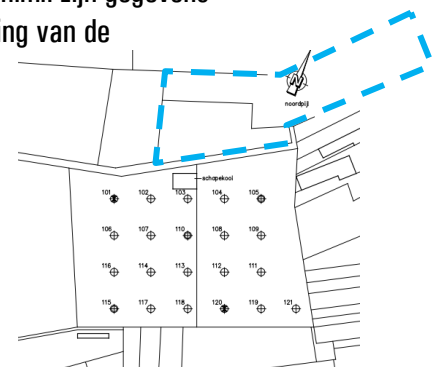 zijn gegevens
ing van de
N
noordpijl
schapekooi
101 102 103 104 105
106 107 110 108 109
116 114 113 112 111
115 117 118 120 119 121